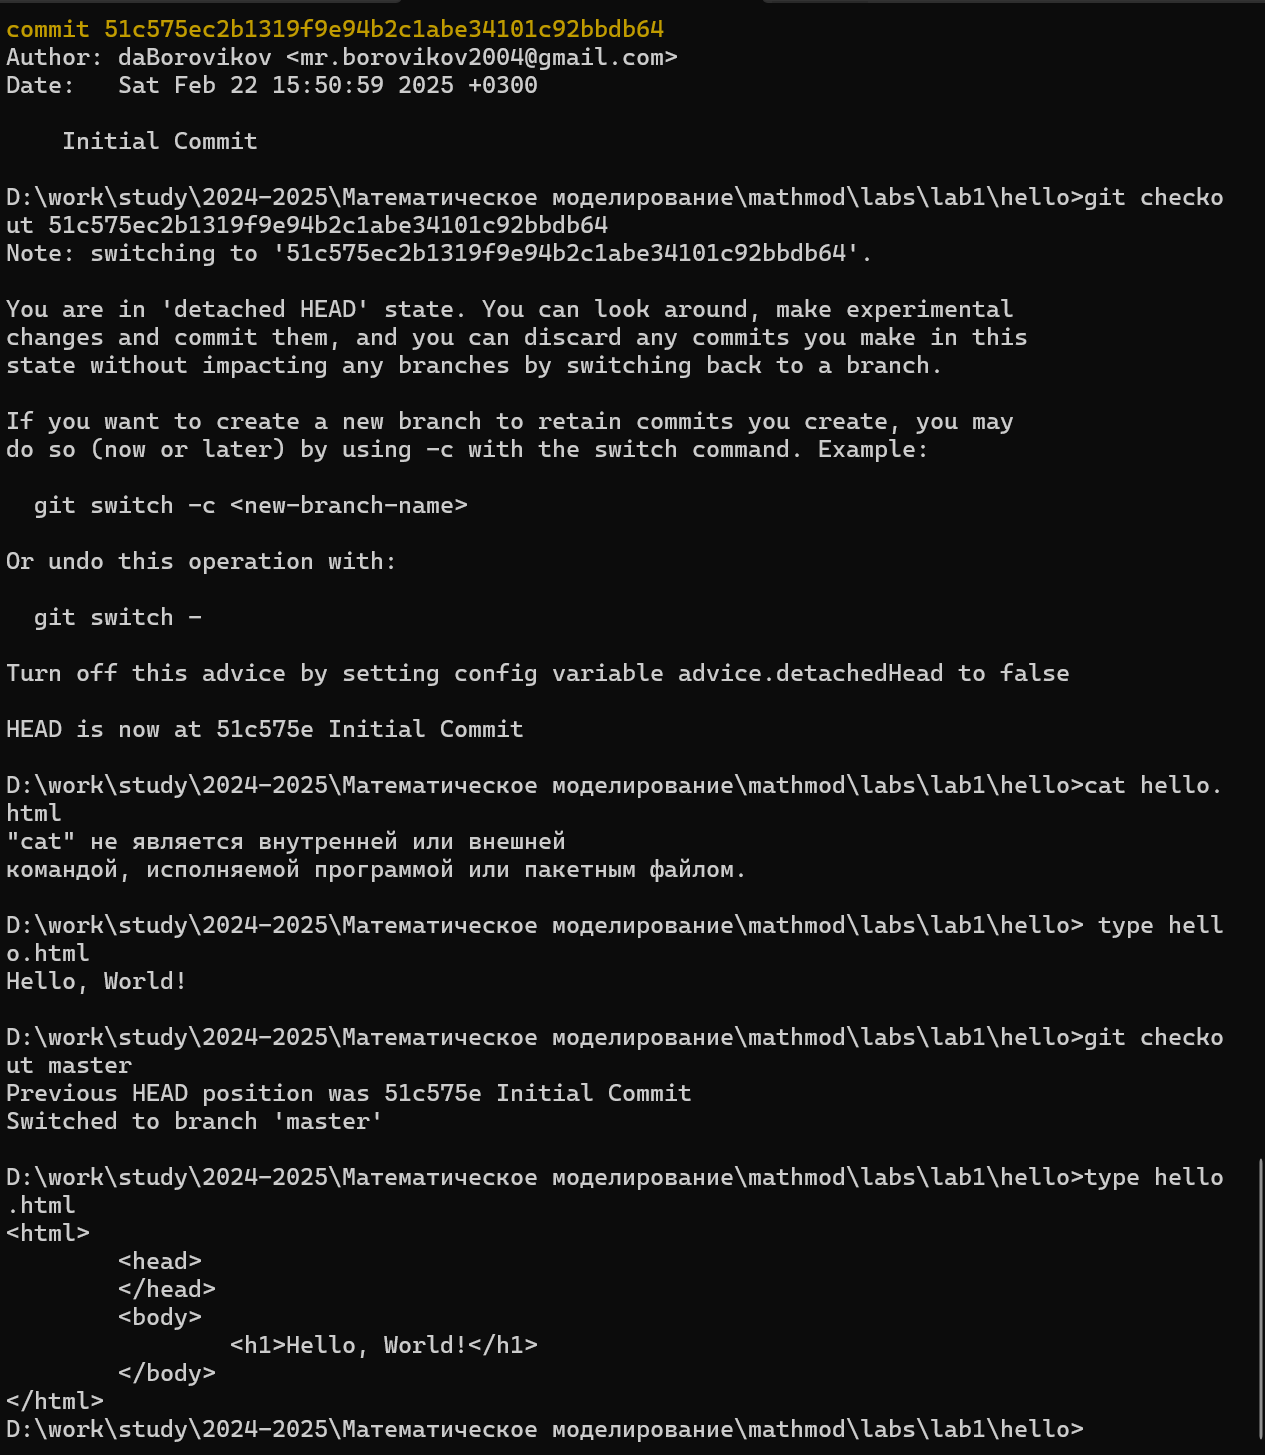 commit 51c575ec2b1319f9e94b2c1abe34101c92bbdb64
Author: daBorovikov <mr.borovikov2004@gmail.com>
Date:   Sat Feb 22 15:50:59 2025 +0300
    Initial Commit
D:\work\study\2024-2025\Математическое моделирование\mathmod\labs\lab1\hello>git checko
ut 51c575ec2b1319f9e94b2c1abe34101c92bbdb64
Note: switching to '51c575ec2b1319f9e94b2c1abe34101c92bbdb64'.
You are in 'detached HEAD' state. You can look around, make experimental
changes and commit them, and you can discard any commits you make in this
state without impacting any branches by switching back to a branch.
If you want to create a new branch to retain commits you create, you may
do so (now or later) by using -c with the switch command. Example:
  git switch -c <new-branch-name>
Or undo this operation with:
  git switch -
Turn off this advice by setting config variable advice.detachedHead to false
HEAD is now at 51c575e Initial Commit
D:\work\study\2024-2025\Математическое моделирование\mathmod\labs\lab1\hello>cat hello.
html
"cat" не является внутренней или внешней
командой, исполняемой программой или пакетным файлом.
D:\work\study\2024-2025\Математическое моделирование\mathmod\labs\lab1\hello> type hell
o.html
Hello, World!
D:\work\study\2024-2025\Математическое моделирование\mathmod\labs\lab1\hello>git checko
ut master
Previous HEAD position was 51c575e Initial Commit
Switched to branch 'master'
D:\work\study\2024-2025\Математическое моделирование\mathmod\labs\lab1\hello>type hello
.html
<html>
        <head>
        </head>
        <body>
                <h1>Hello, World!</h1>
        </body>
</html>
D:\work\study\2024-2025\Математическое моделирование\mathmod\labs\lab1\hello>